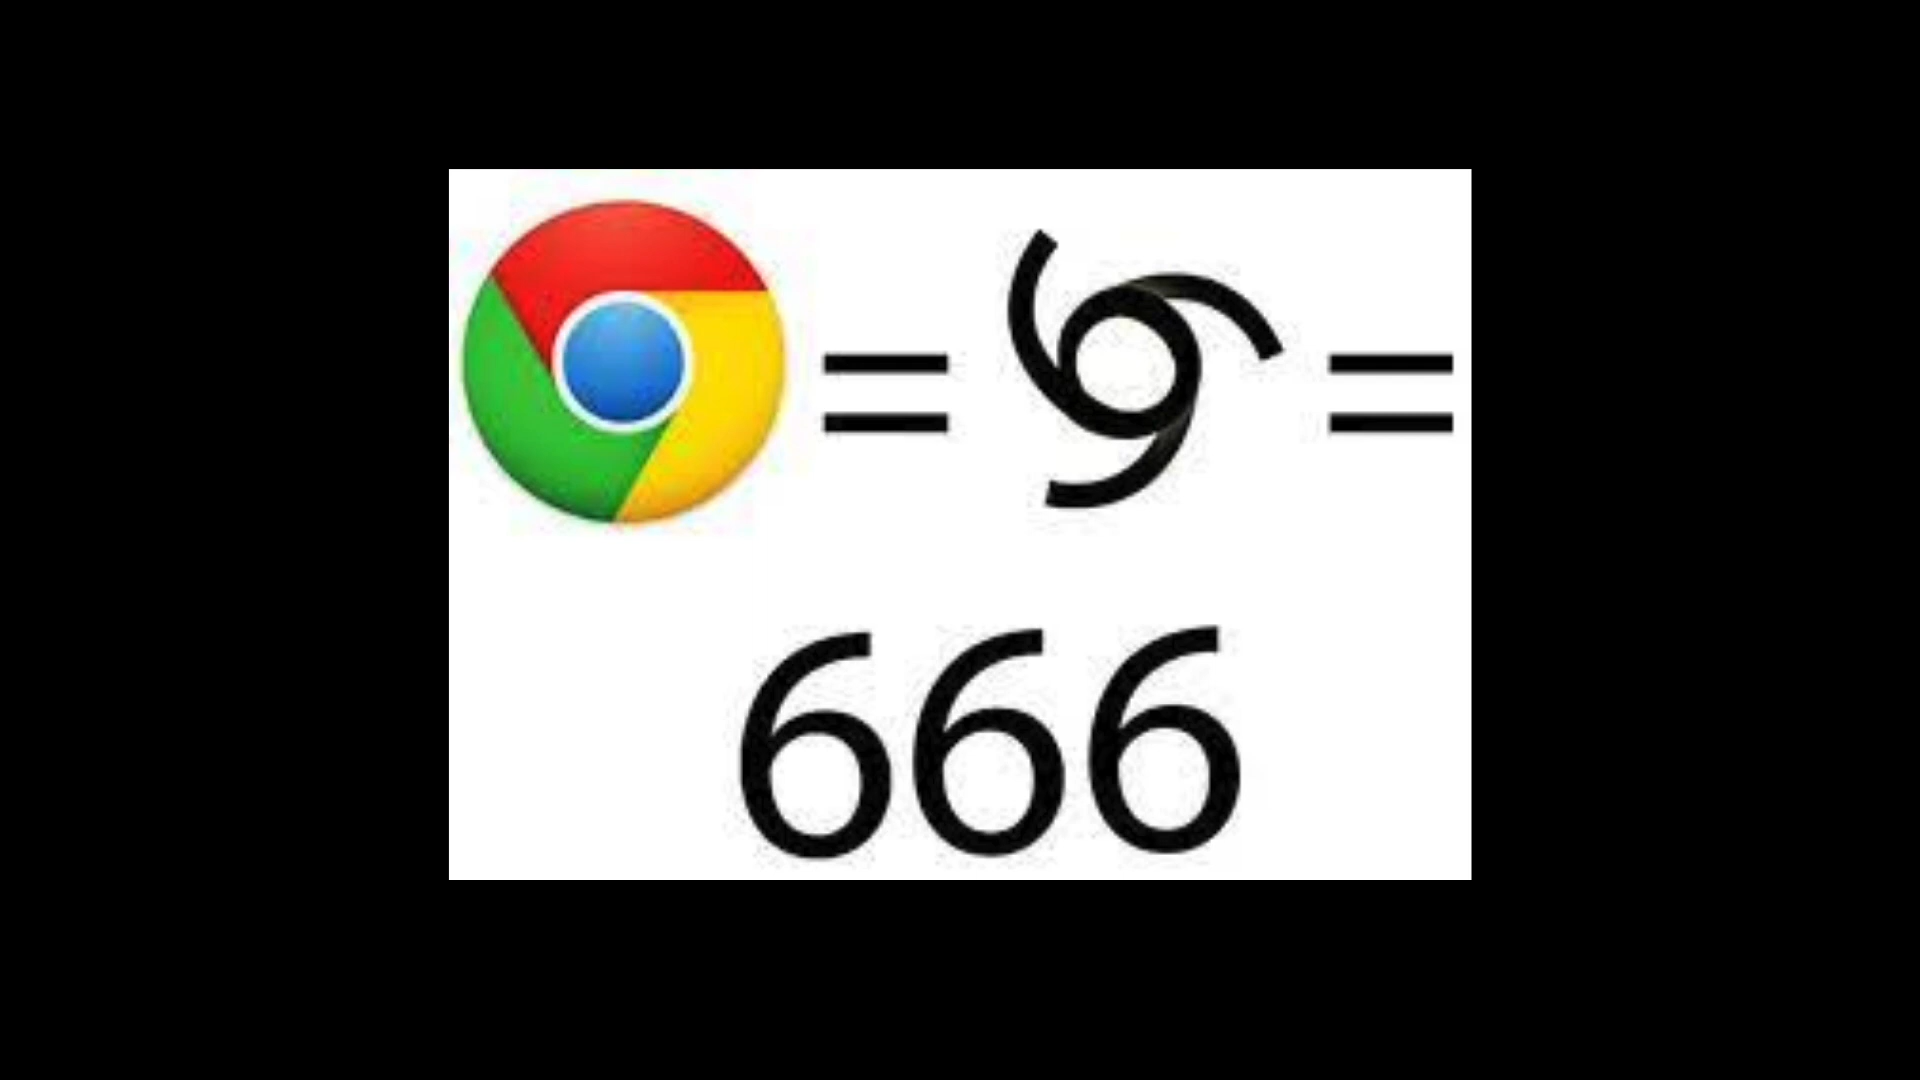 = =
666